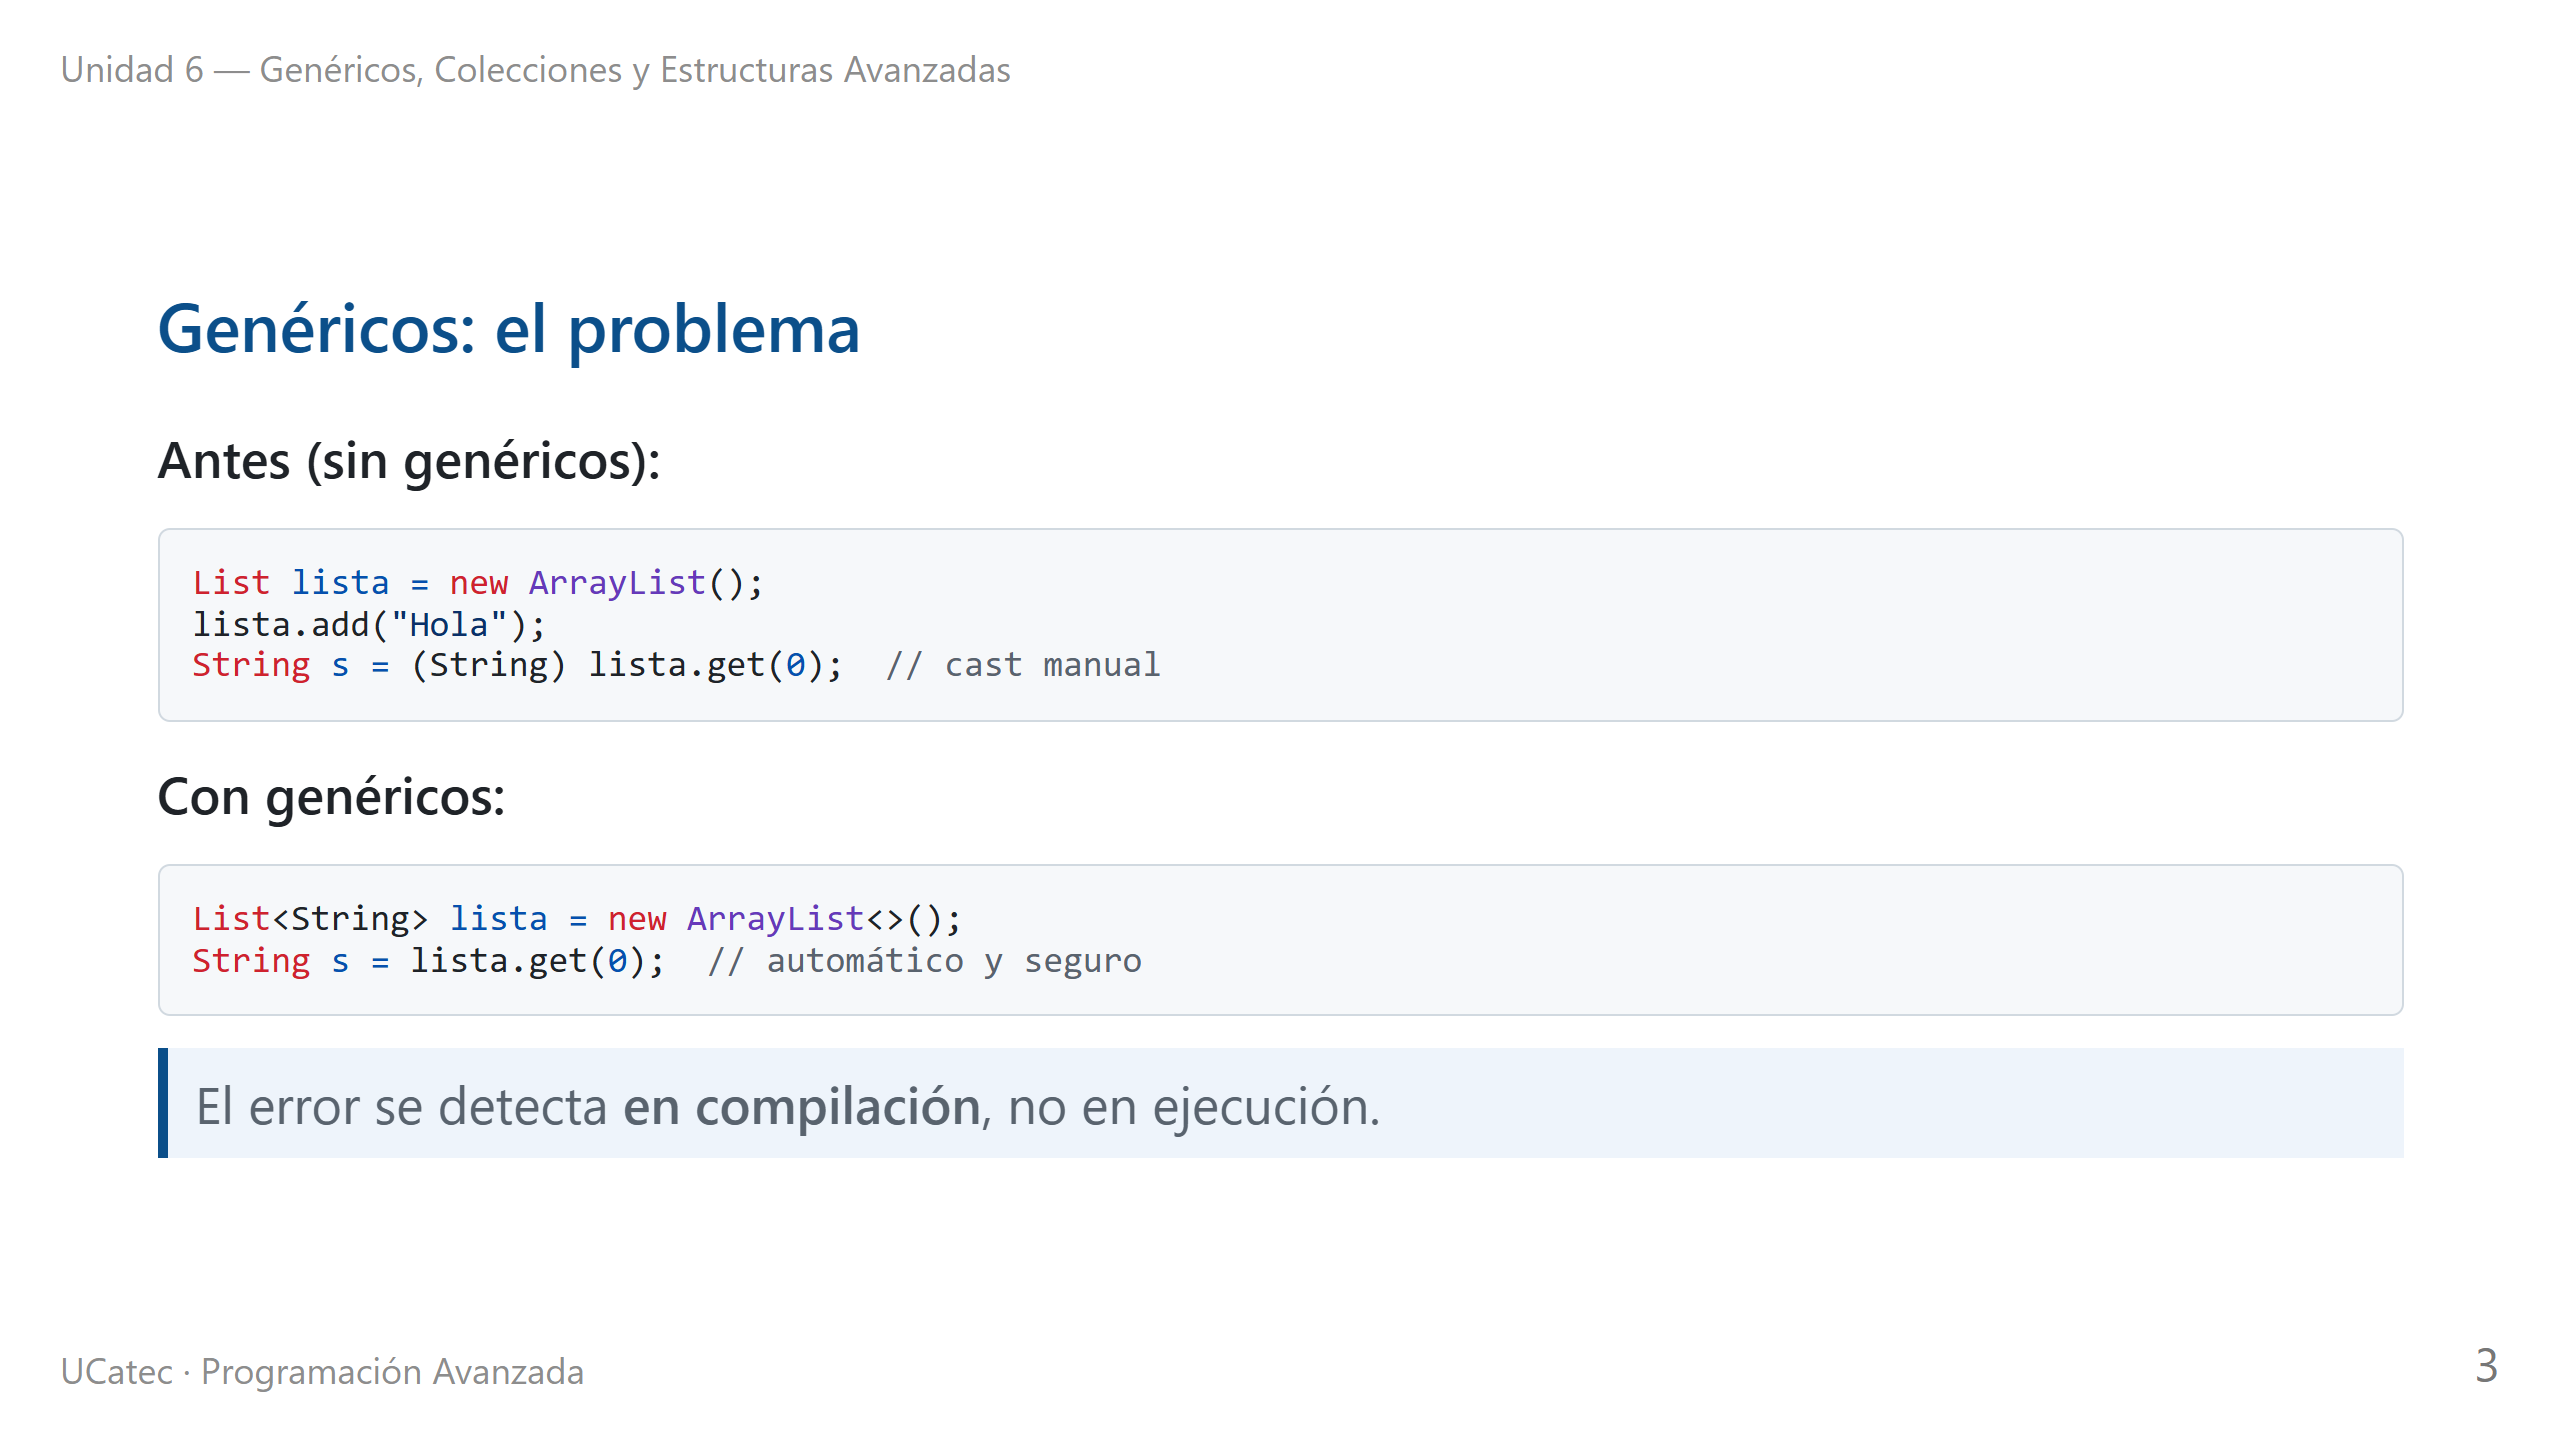 Unidad 6 — Genéricos, Colecciones y Estructuras Avanzadas
Genéricos: el problema
Antes (sin genéricos):
List lista = new ArrayList();
lista.add("Hola");
String s = (String) lista.get(0);  // cast manual
Con genéricos:
List<String> lista = new ArrayList<>();
String s = lista.get(0);  // automático y seguro
El error se detecta en compilación, no en ejecución.
UCatec · Programación Avanzada
3